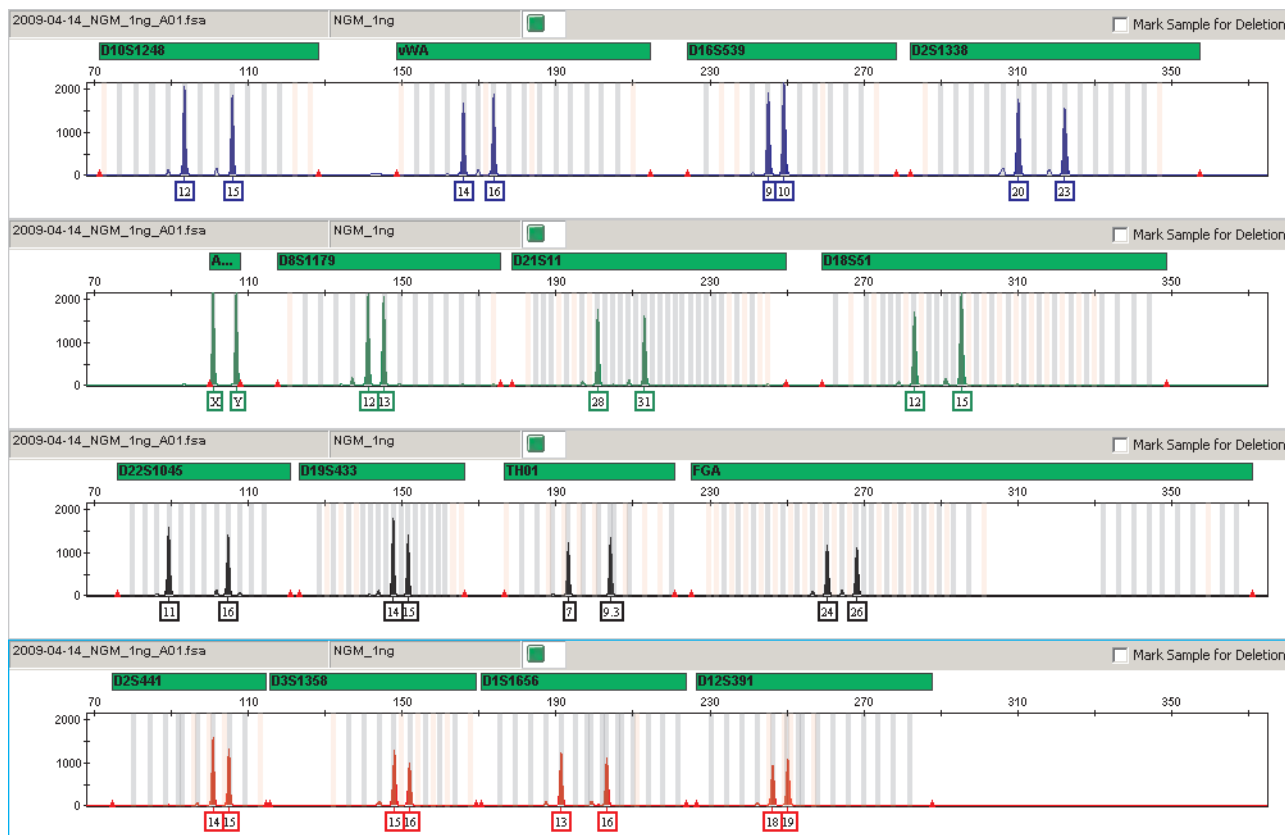 2009-04-14_NGM_1ng_A01.fsa NGM_1ng Mark Sample for Deletion
D10S1248 vWA D16S539 D2S1338
70 110 150 190 230 270 310 350
2000
1000
0
12 15 14 16 9 10 20 23
2009-04-14_NGM_1ng_A01.fsa NGM_1ng Mark Sample for Deletion
A... D8S1179 D21S11 D18S51
70 110 150 190 230 270 310 350
2000
1000
0
X Y 12 13 28 31 12 15
2009-04-14_NGM_1ng_A01.fsa NGM_1ng Mark Sample for Deletion
D22S1045 D19S433 TH01 FGA
70 110 150 190 230 270 310 350
2000
1000
0
11 16 14 15 7 9.3 24 26
2009-04-14_NGM_1ng_A01.fsa NGM_1ng Mark Sample for Deletion
D2S441 D3S1358 D1S1656 D12S391
70 110 150 190 230 270 310 350
2000
1000
0
14 15 15 16 13 16 18 19